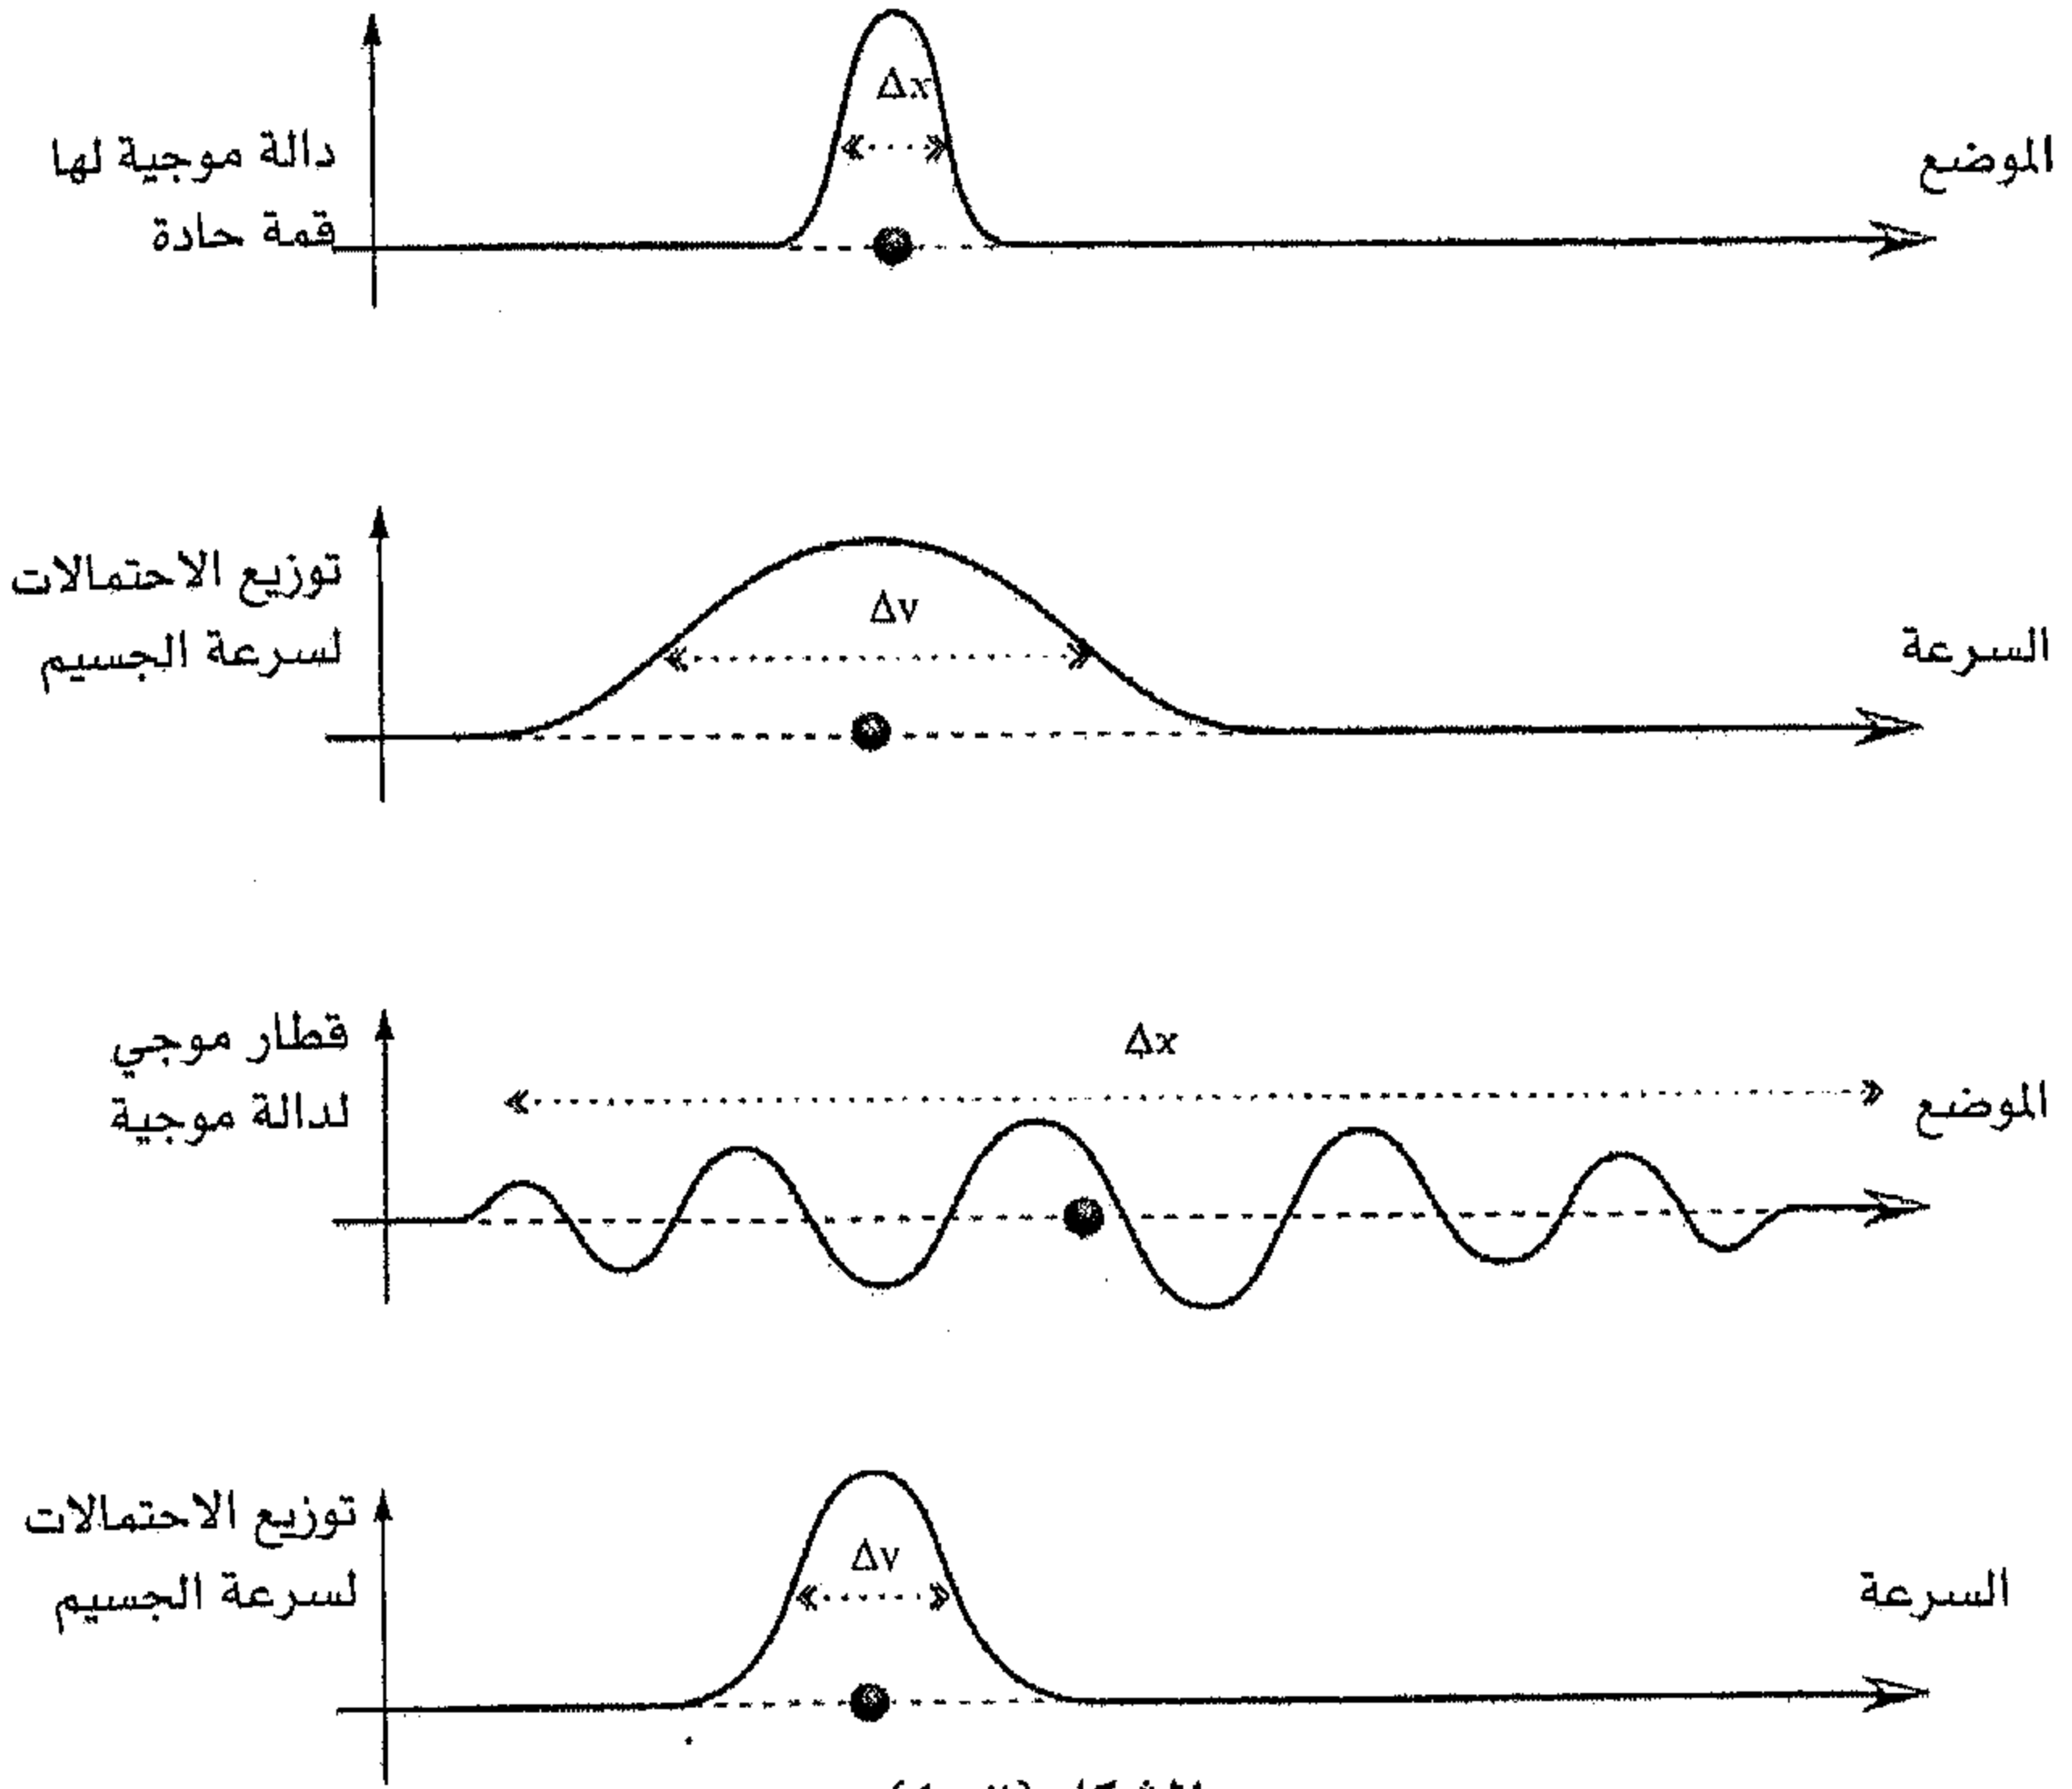 Δx
الموضع
دالة موجية لها
قمة حادة
توزيع الاحتمالات
لسرعة الجسيم
Δv
السرعة
قطار موجي
لدالة موجية
Δx
الموضع
توزيع الاحتمالات
لسرعة الجسيم
Δv
السرعة